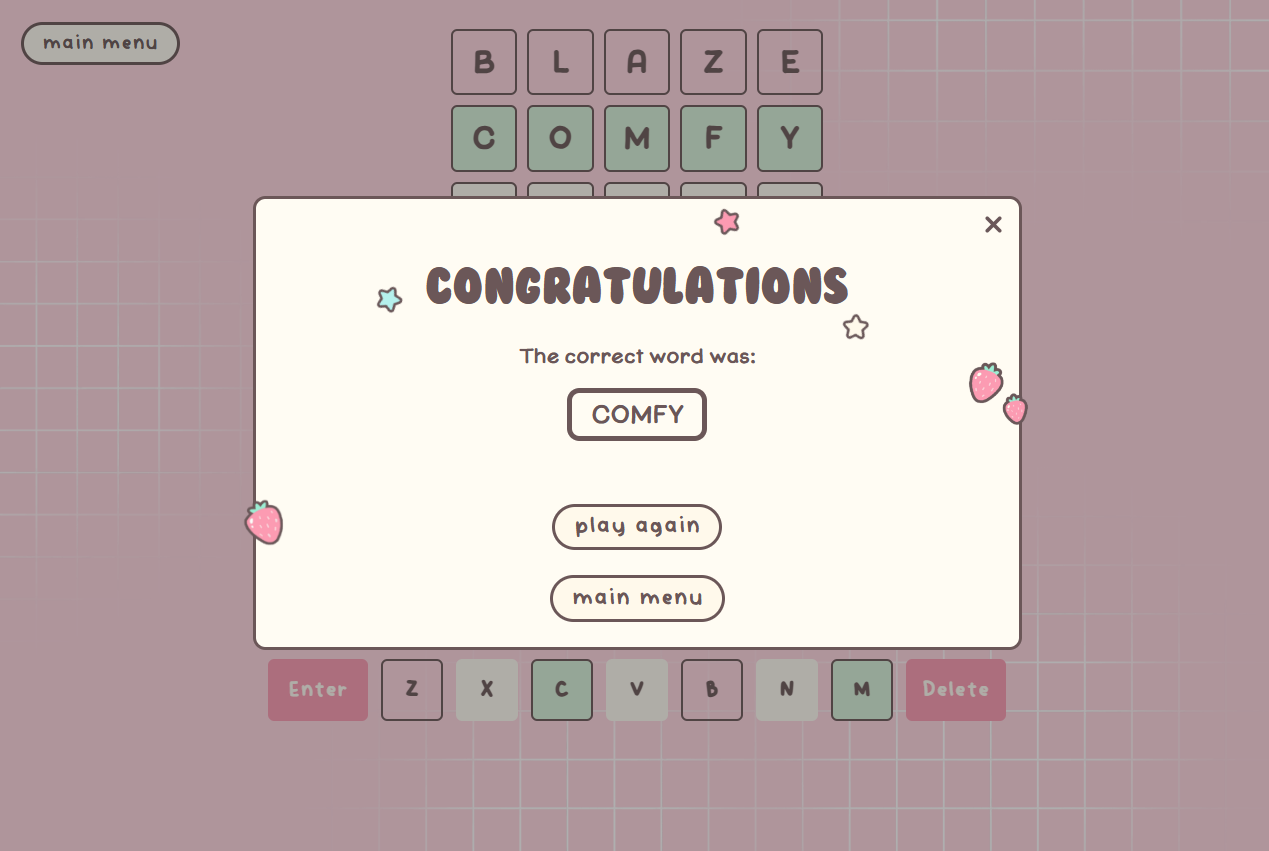 main menu
B L A Z E
C O M F Y
CONGRATULATIONS
The correct word was:
COMFY
play again
main menu
Enter Z X C V B N M Delete